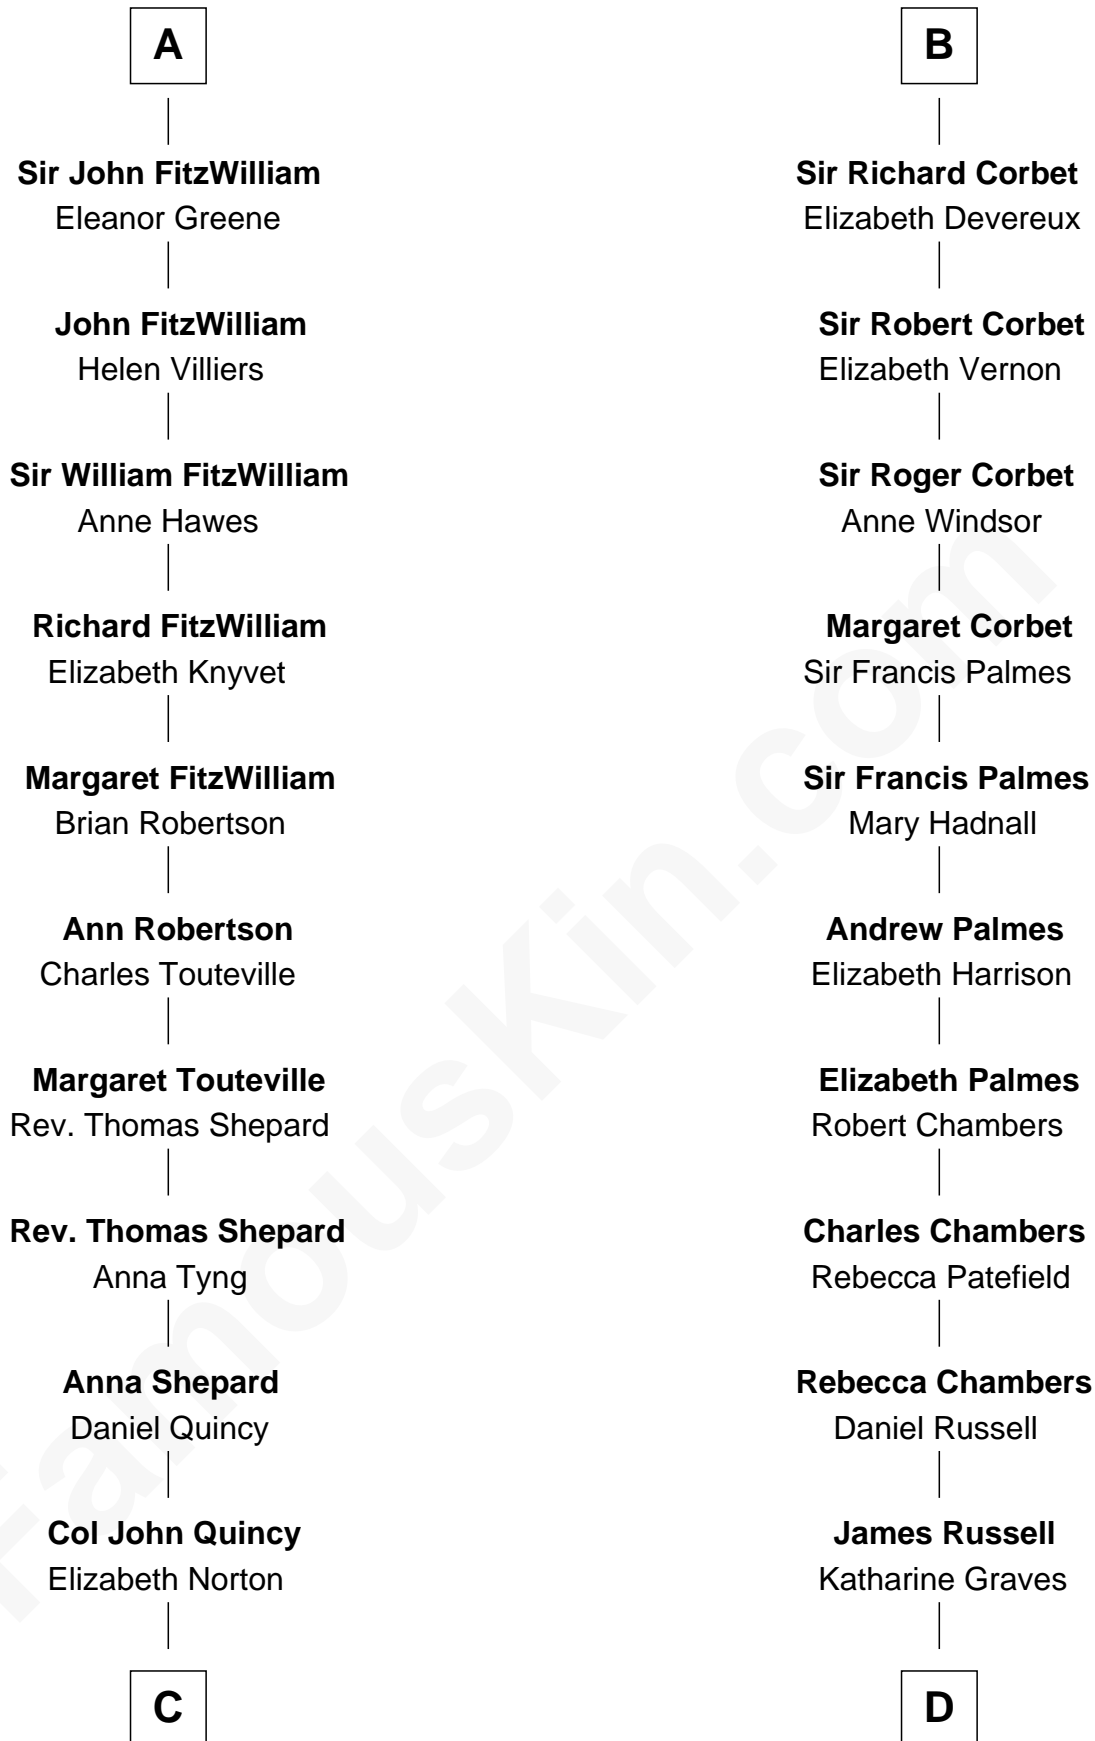 A
Sir John FitzWilliam
Eleanor Greene
John FitzWilliam
Helen Villiers
Sir William FitzWilliam
Anne Hawes
Richard FitzWilliam
Elizabeth Knyvet
Margaret FitzWilliam
Brian Robertson
Ann Robertson
Charles Touteville
Margaret Touteville
Rev. Thomas Shepard
Rev. Thomas Shepard
Anna Tyng
Anna Shepard
Daniel Quincy
Col John Quincy
Elizabeth Norton
C
B
Sir Richard Corbet
Elizabeth Devereux
Sir Robert Corbet
Elizabeth Vernon
Sir Roger Corbet
Anne Windsor
Margaret Corbet
Sir Francis Palmes
Sir Francis Palmes
Mary Hadnall
Andrew Palmes
Elizabeth Harrison
Elizabeth Palmes
Robert Chambers
Charles Chambers
Rebecca Patefield
Rebecca Chambers
Daniel Russell
James Russell
Katharine Graves
D
FamousKin.com